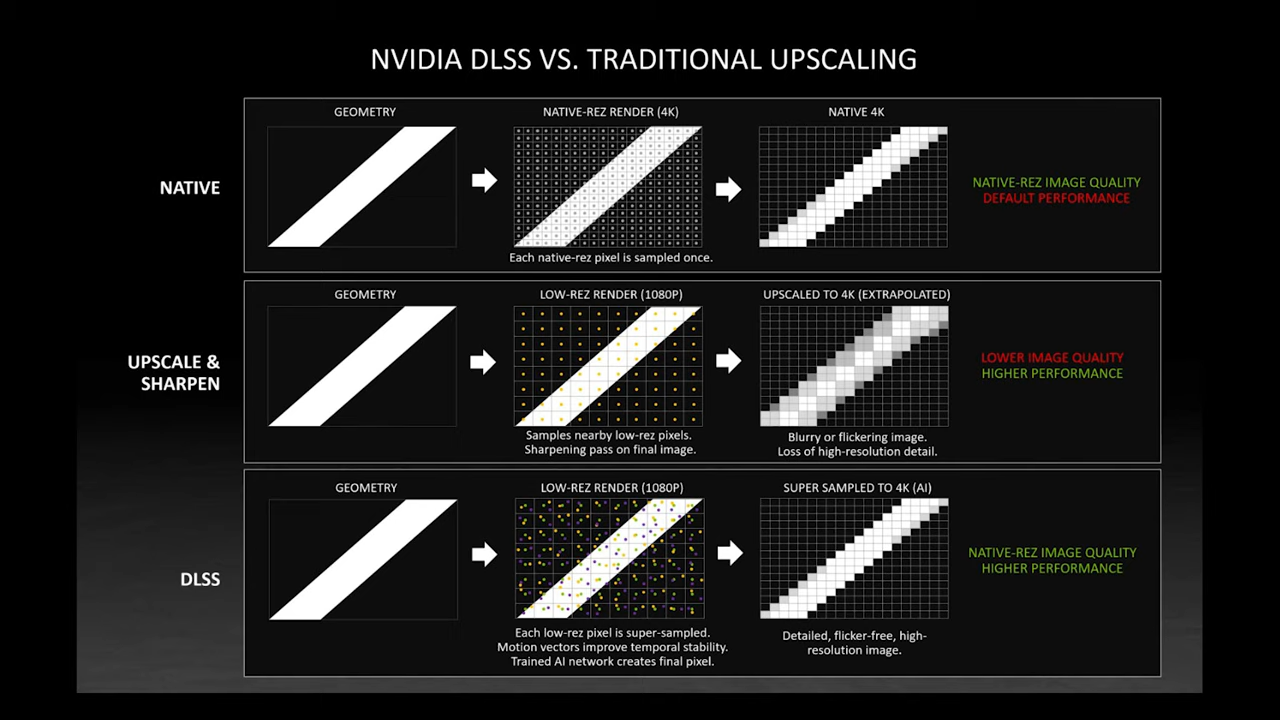 NVIDIA DLSS VS. TRADITIONAL UPSCALING
NATIVE
GEOMETRY
NATIVE-REZ RENDER (4K)
Each native-rez pixel is sampled once.
NATIVE 4K
NATIVE-REZ IMAGE QUALITY
DEFAULT PERFORMANCE
UPSCALE &
SHARPEN
GEOMETRY
LOW-REZ RENDER (1080P)
Samples nearby low-rez pixels.
Sharpening pass on final image.
UPSCALED TO 4K (EXTRAPOLATED)
Blurry or flickering image.
Loss of high-resolution detail.
LOWER IMAGE QUALITY
HIGHER PERFORMANCE
DLSS
GEOMETRY
LOW-REZ RENDER (1080P)
Each low-rez pixel is super-sampled.
Motion vectors improve temporal stability.
Trained AI network creates final pixel.
SUPER SAMPLED TO 4K (AI)
Detailed, flicker-free, high-
resolution image.
NATIVE-REZ IMAGE QUALITY
HIGHER PERFORMANCE